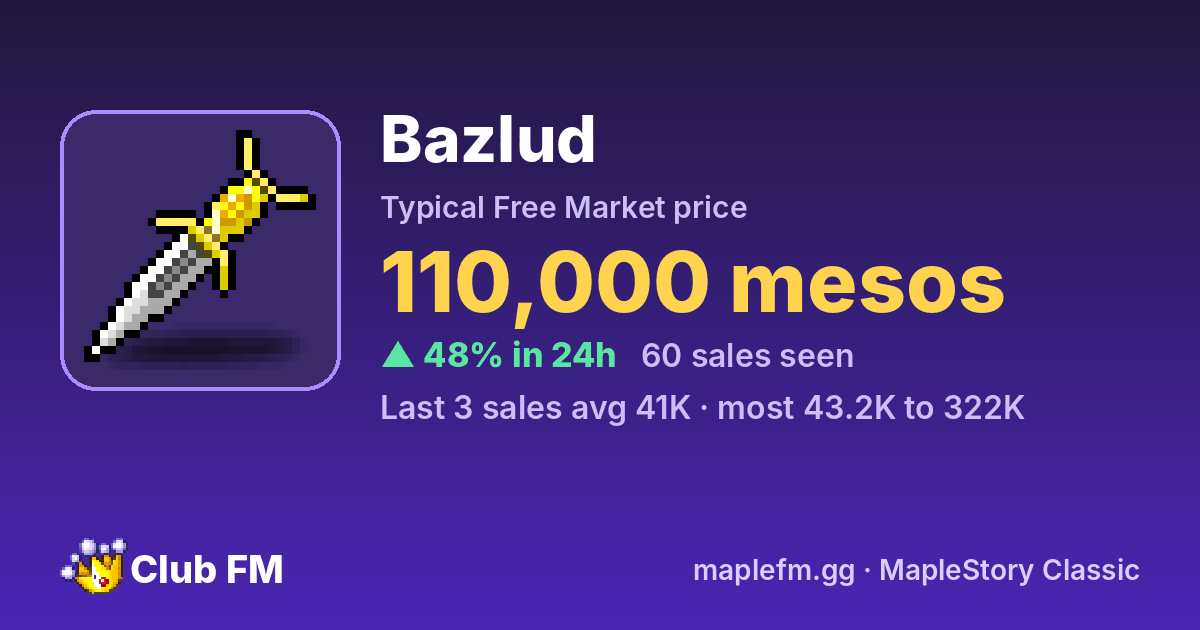 Bazlud
Typical Free Market price
110,000 mesos
▲ 48% in 24h 60 sales seen
Last 3 sales avg 41K · most 43.2K to 322K
Club FM
maplefm.gg · MapleStory Classic